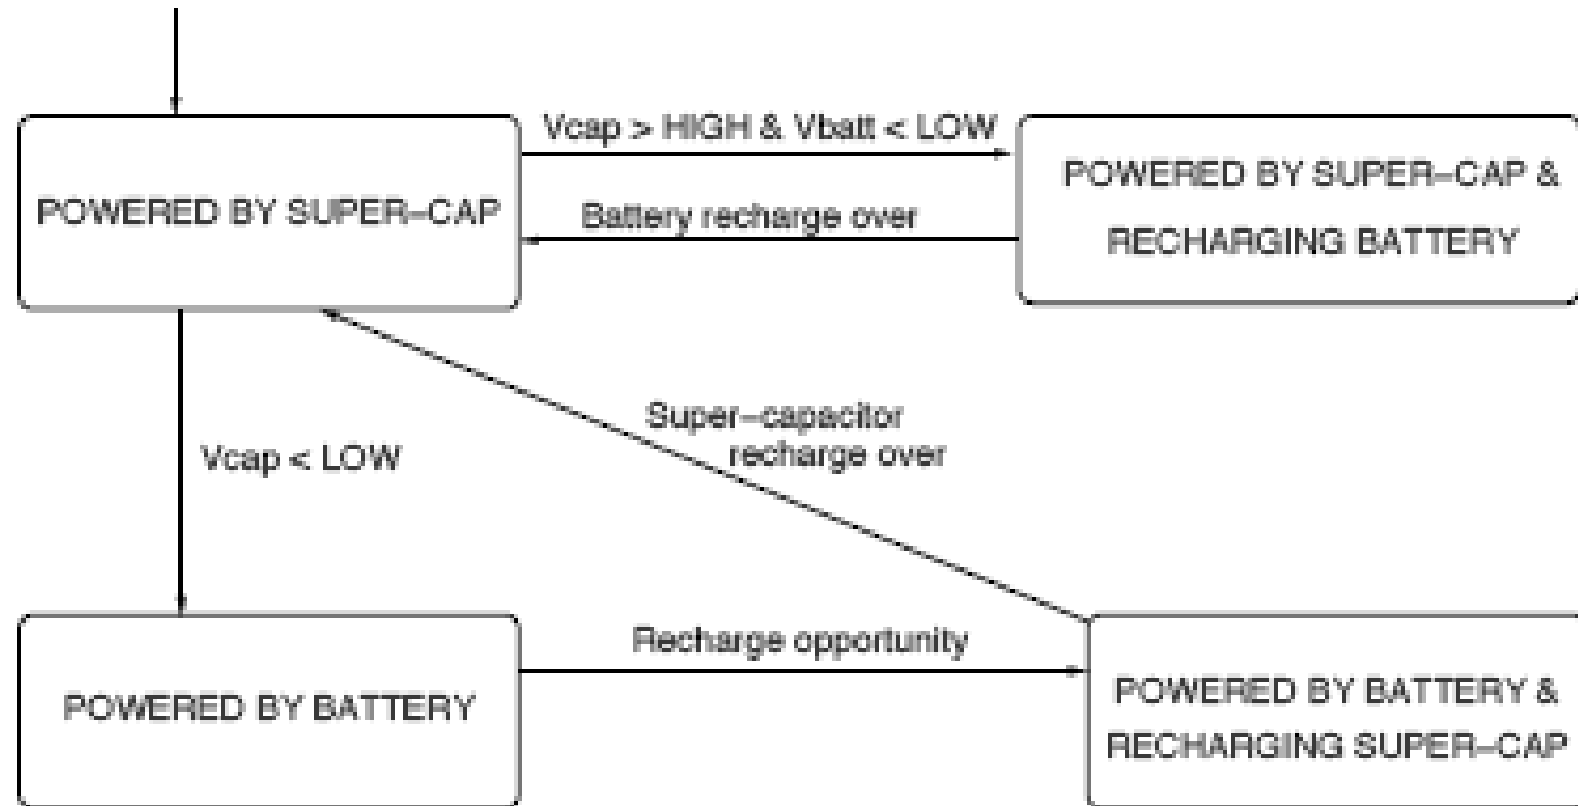 Vcap > HIGH & Vbatt < LOW
POWERED BY SUPER-CAP
POWERED BY SUPER-CAP &
RECHARGING BATTERY
Battery recharge over
Super-capacitor
recharge over
Vcap < LOW
Recharge opportunity
POWERED BY BATTERY
POWERED BY BATTERY &
RECHARGING SUPER-CAP